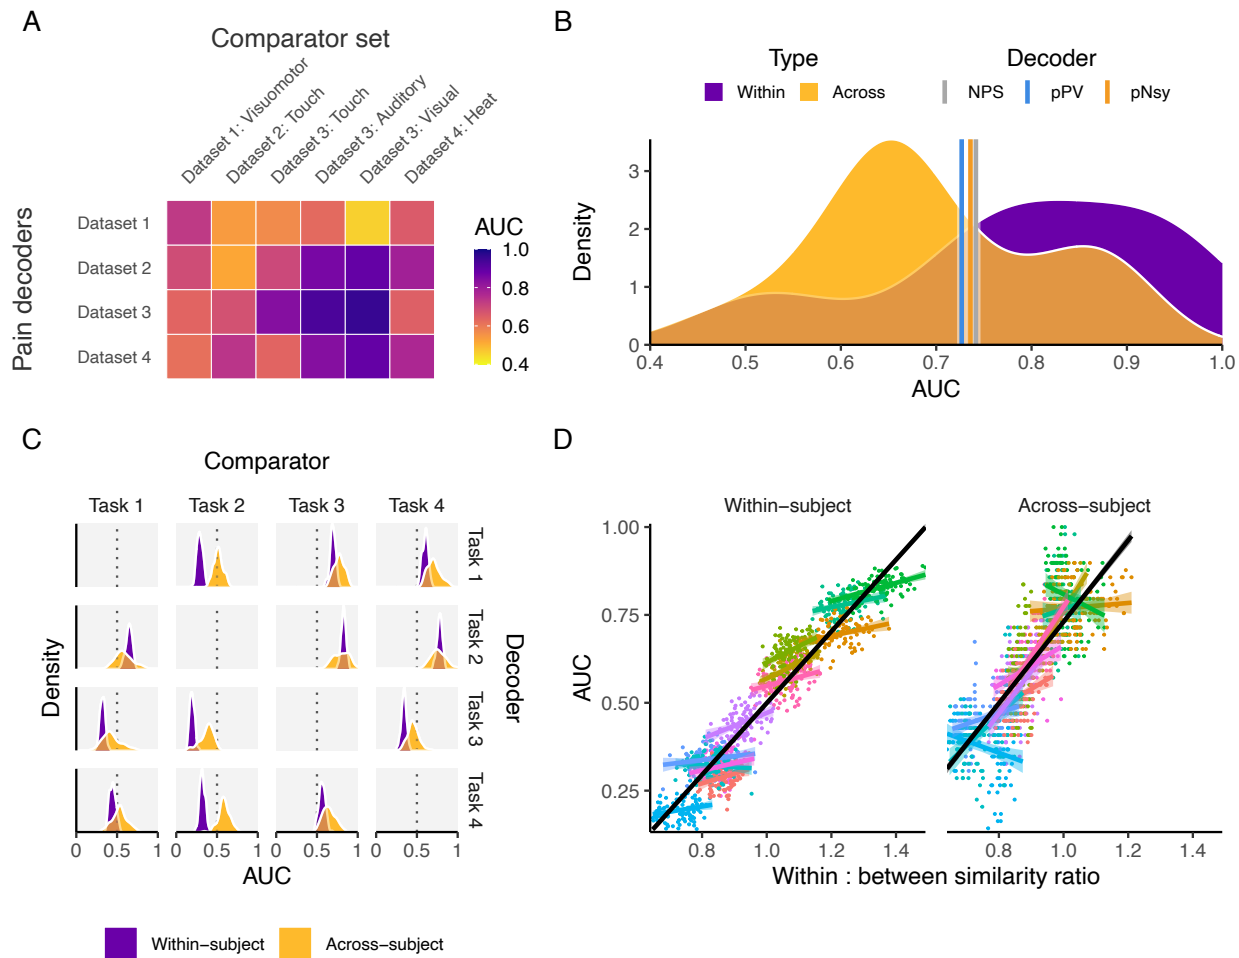 A
Comparator set
Dataset 1: Visuomotor
Dataset 2: Touch
Dataset 3: Touch
Dataset 3: Auditory
Dataset 3: Visual
Dataset 4: Heat
Pain decoders
Dataset 1
Dataset 2
Dataset 3
Dataset 4
AUC
1.0
0.8
0.6
0.4
B
Type
Within
Across
Decoder
NPS
pPV
pNsy
Density
3
2
1
0
0.4 0.5 0.6 0.7 0.8 0.9 1.0
AUC
C
Comparator
Task 1 Task 2 Task 3 Task 4
Task 1
Task 2
Task 3
Task 4
Density
Decoder
0 0.5 1
0 0.5 1
0 0.5 1
0 0.5 1
AUC
Within−subject
Across−subject
D
Within−subject
Across−subject
AUC
1.00
0.75
0.50
0.25
0.8 1.0 1.2 1.4
0.8 1.0 1.2 1.4
Within : between similarity ratio